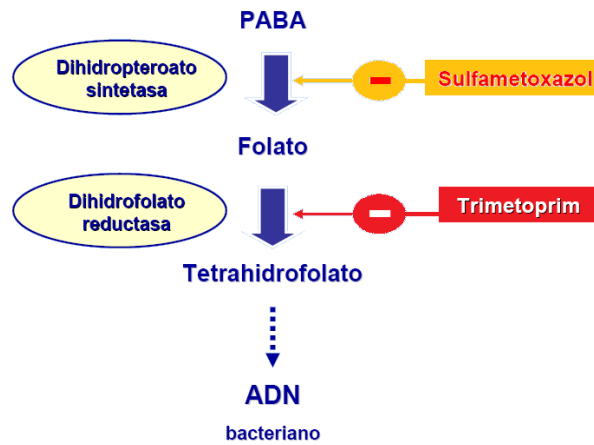 PABA
Dihidropteroato
sintetasa
Sulfametoxazol
Folato
Dihidrofolato
reductasa
Trimetoprim
Tetrahidrofolato
ADN
bacteriano